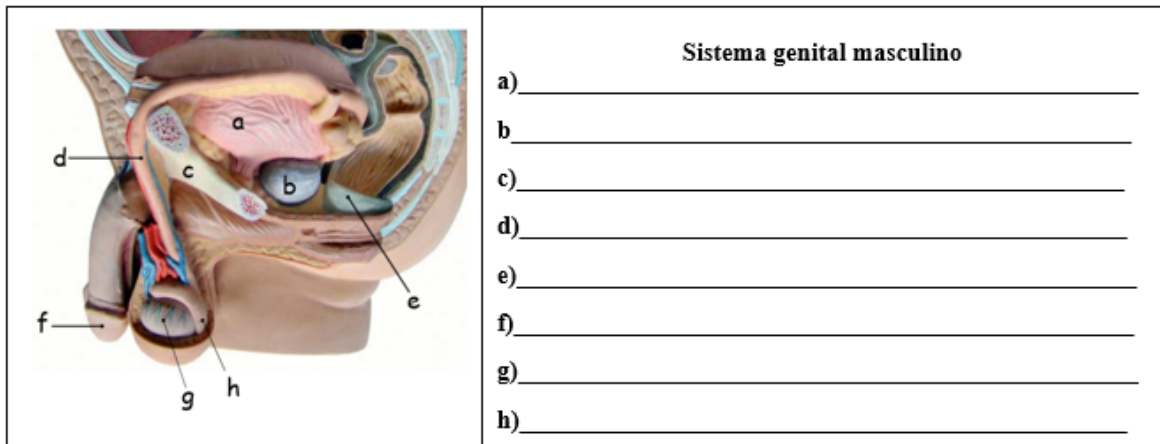 Sistema genital masculino
a)
b
c)
d)
e)
f)
g)
h)
a
b
c
d
e
f
g
h